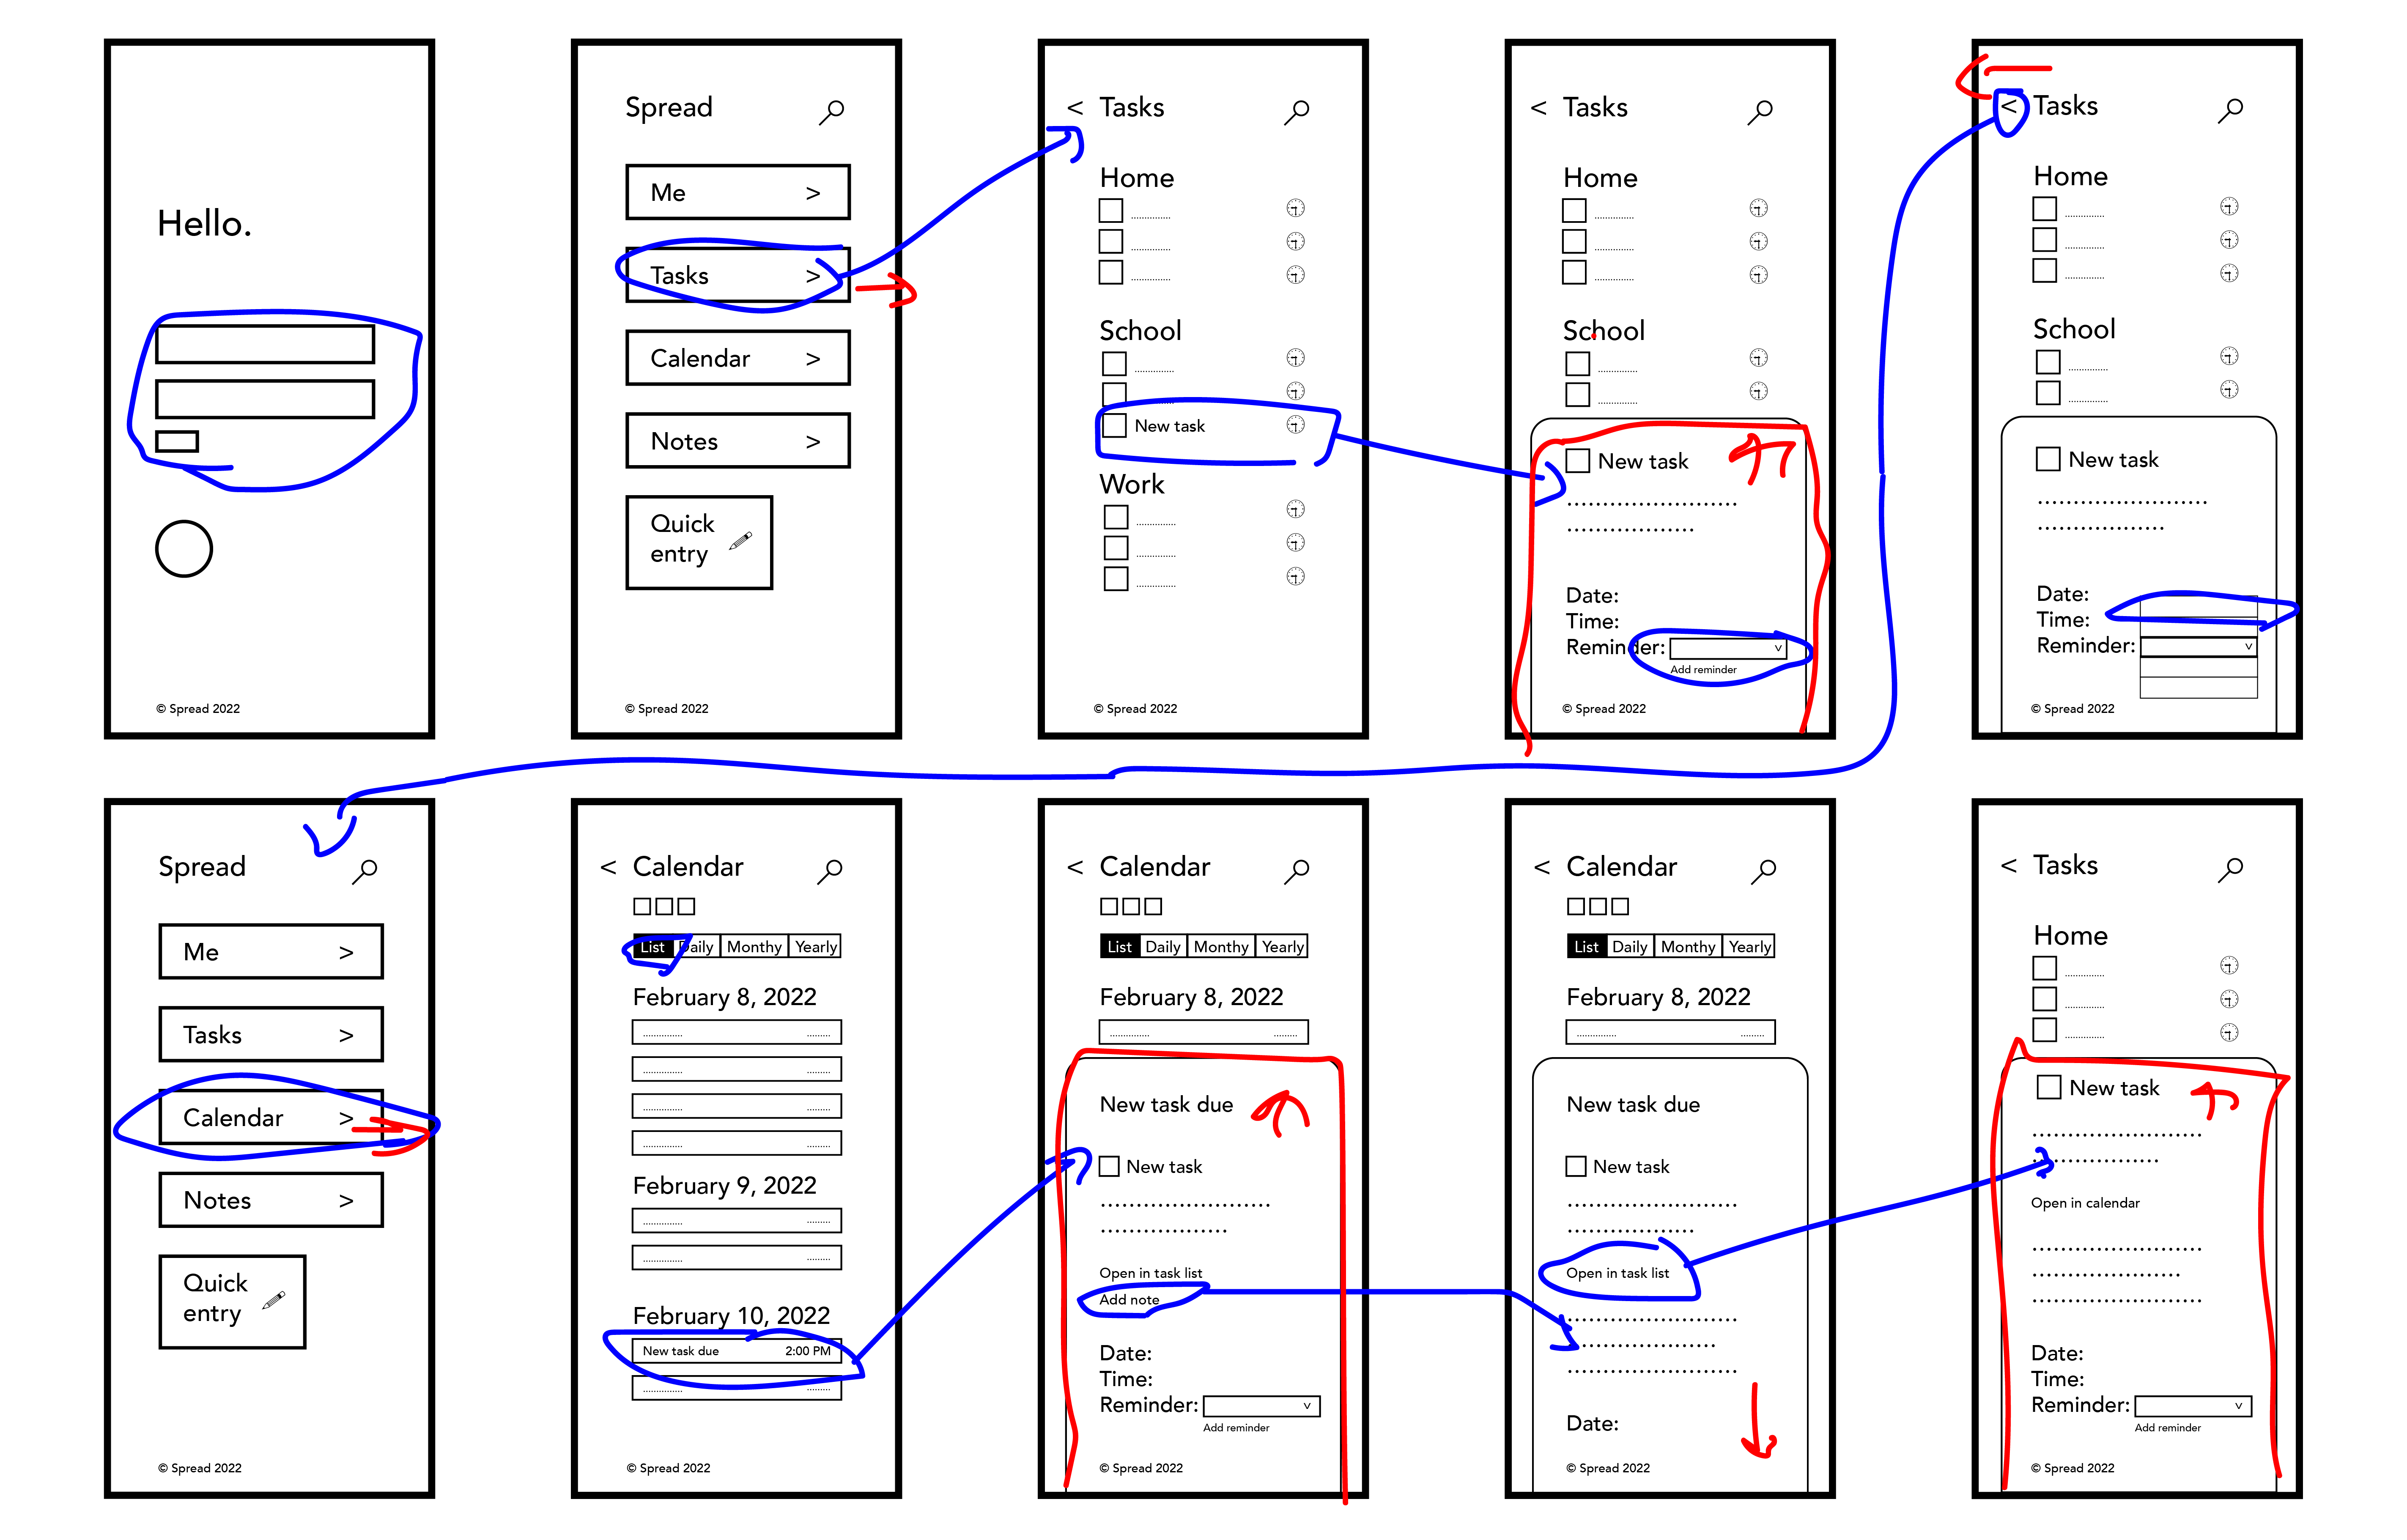 Hello.
© Spread 2022
Spread
Me >
Tasks >
Calendar >
Notes >
Quick
entry
© Spread 2022
< Tasks
Home
School
New task
Work
© Spread 2022
< Tasks
Home
School
New task
Date:
Time:
Reminder: v
Add reminder
© Spread 2022
< Tasks
Home
School
New task
Date:
Time:
Reminder: v
© Spread 2022
Spread
Me >
Tasks >
Calendar >
Notes >
Quick
entry
© Spread 2022
< Calendar
List Daily Monthy Yearly
February 8, 2022
February 9, 2022
February 10, 2022
New task due 2:00 PM
© Spread 2022
< Calendar
List Daily Monthy Yearly
February 8, 2022
New task due
New task
Open in task list
Add note
Date:
Time:
Reminder: v
Add reminder
© Spread 2022
< Calendar
List Daily Monthy Yearly
February 8, 2022
New task due
New task
Open in task list
Date:
© Spread 2022
< Tasks
Home
New task
Open in calendar
Date:
Time:
Reminder: v
Add reminder
© Spread 2022